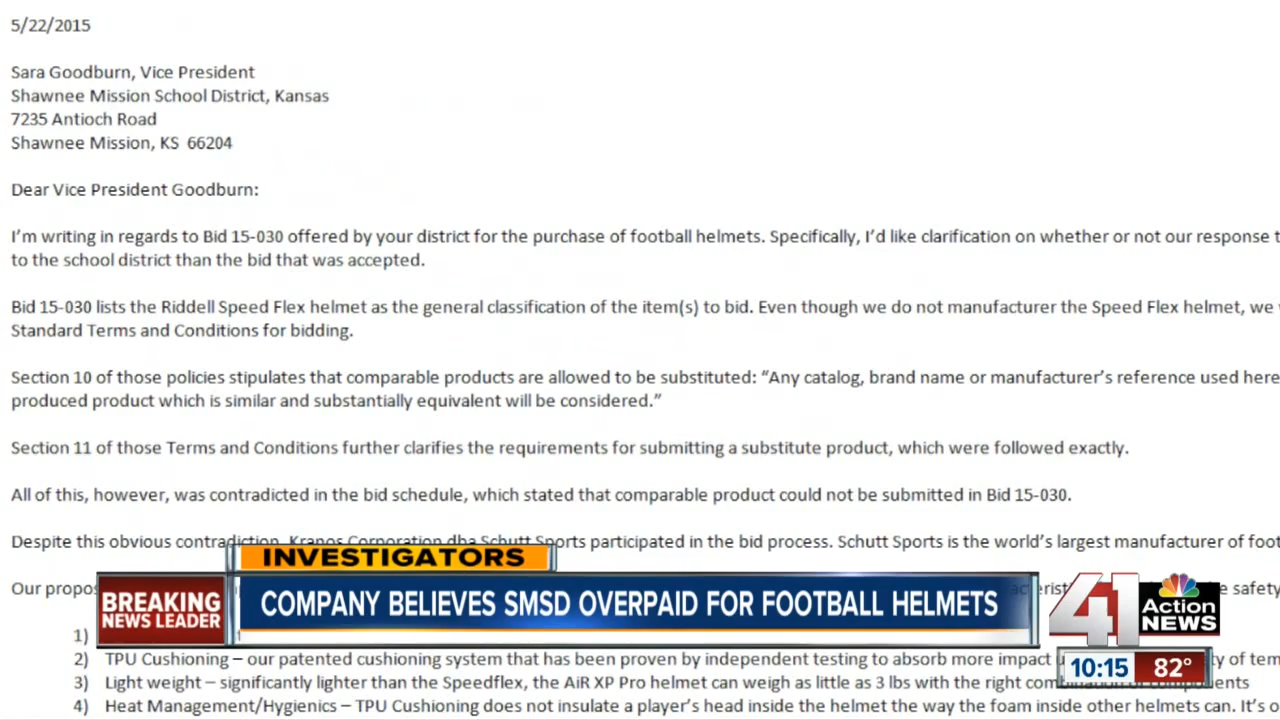 5/22/2015
Sara Goodburn, Vice President
Shawnee Mission School District, Kansas
7235 Antioch Road
Shawnee Mission, KS 66204
Dear Vice President Goodburn:
I'm writing in regards to Bid 15-030 offered by your district for the purchase of football helmets. Specifically, I'd like clarification on whether or not our response
to the school district than the bid that was accepted.
Bid 15-030 lists the Riddell Speed Flex helmet as the general classification of the item(s) to bid. Even though we do not manufacturer the Speed Flex helmet, we
Standard Terms and Conditions for bidding.
Section 10 of those policies stipulates that comparable products are allowed to be substituted: “Any catalog, brand name or manufacturer's reference used here
produced product which is similar and substantially equivalent will be considered.”
Section 11 of those Terms and Conditions further clarifies the requirements for submitting a substitute product, which were followed exactly.
All of this, however, was contradicted in the bid schedule, which stated that comparable product could not be submitted in Bid 15-030.
Despite this obvious contradiction, Kranos Corporation dba Schutt Sports participated in the bid process. Schutt Sports is the world's largest manufacturer of foot
Our propos
e safety
INVESTIGATORS
BREAKING
NEWS LEADER
COMPANY BELIEVES SMSD OVERPAID FOR FOOTBALL HELMETS
41
Action
NEWS
10:15 82°
1)
2) TPU Cushioning – our patented cushioning system that has been proven by independent testing to absorb more impact ty of tem
3) Light weight – significantly lighter than the Speedflex, the AiR XP Pro helmet can weigh as little as 3 lbs with the right combination of components
4) Heat Management/Hygienics – TPU Cushioning does not insulate a player's head inside the helmet the way the foam inside other helmets can. It's o